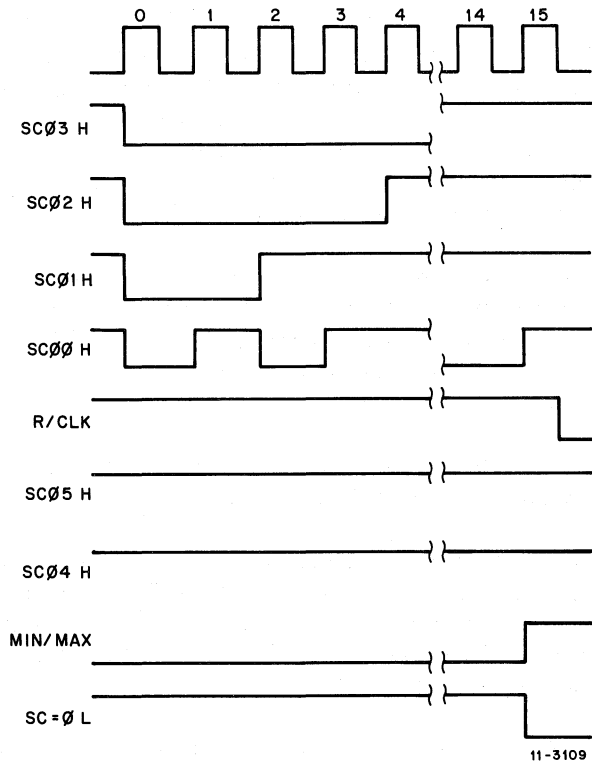 0 1 2 3 4 14 15
SCØ3 H
SCØ2 H
SCØ1 H
SCØØ H
R/CLK
SCØ5 H
SCØ4 H
MIN/MAX
SC=Ø L
11-3109